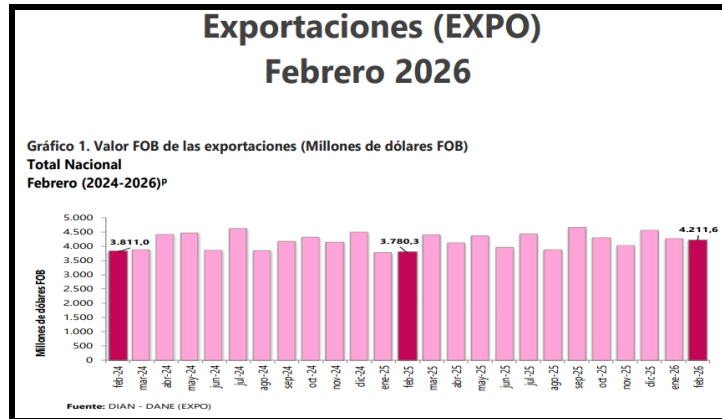 Exportaciones (EXPO)
Febrero 2026
Gráfico 1. Valor FOB de las exportaciones (Millones de dólares FOB)
Total Nacional
Febrero (2024-2026)ᵖ
Millones de dólares FOB
5.000
4.500
4.000
3.500
3.000
2.500
2.000
1.500
1.000
500
0
3.811,0
3.780,3
4.211,6
feb-24
mar-24
abr-24
may-24
jun-24
jul-24
ago-24
sep-24
oct-24
nov-24
dic-24
ene-25
feb-25
mar-25
abr-25
may-25
jun-25
jul-25
ago-25
sep-25
oct-25
nov-25
dic-25
ene-26
feb-26
Fuente: DIAN - DANE (EXPO)